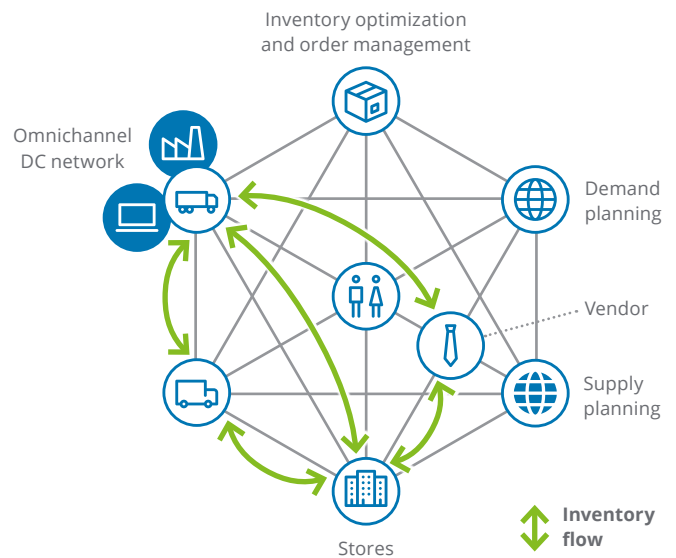 Inventory optimization
and order management
Omnichannel
DC network
Demand
planning
Vendor
Supply
planning
Stores
Inventory
flow